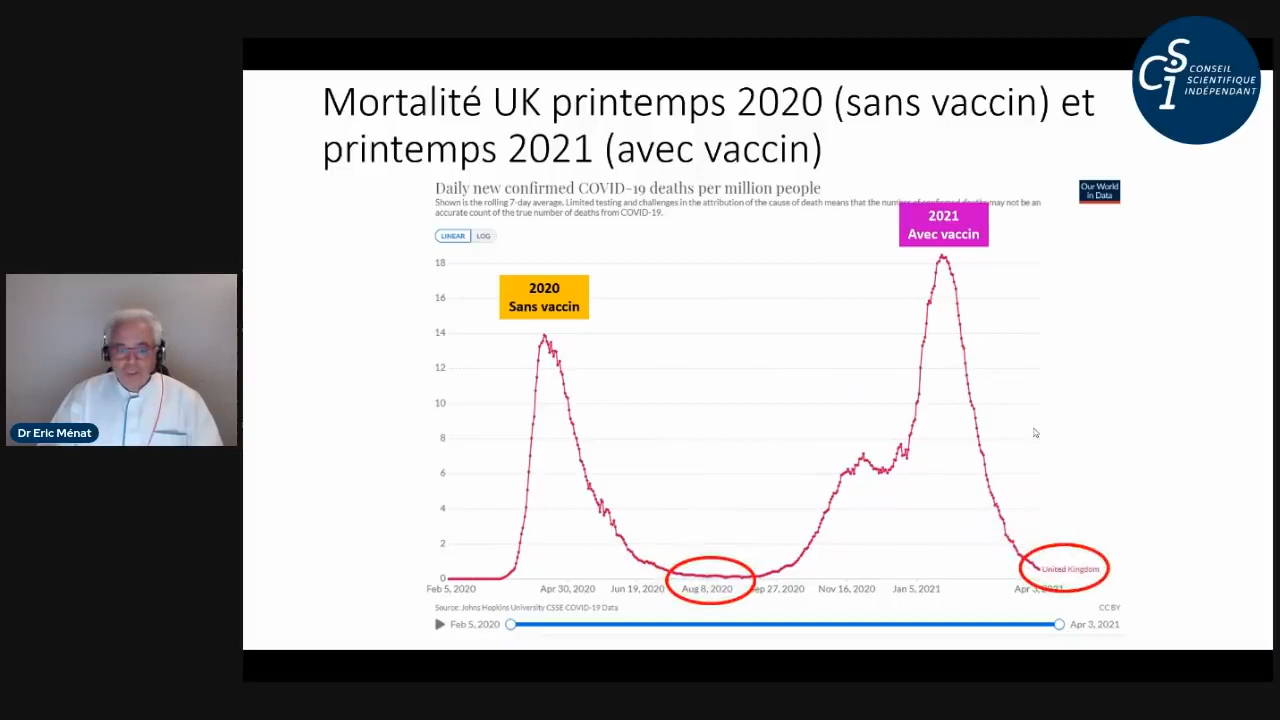 CSI
CONSEIL
SCIENTIFIQUE
INDÉPENDANT
Mortalité UK printemps 2020 (sans vaccin) et
printemps 2021 (avec vaccin)
Daily new confirmed COVID-19 deaths per million people
Shown is the rolling 7-day average. Limited testing and challenges in the attribution of the cause of death means that the number of confirmed deaths may not be an
accurate count of the true number of deaths from COVID-19.
Our World
in Data
LINEAR LOG
2021
Avec vaccin
2020
Sans vaccin
18
16
14
12
10
8
6
4
2
0
United Kingdom
Feb 5, 2020 Apr 30, 2020 Jun 19, 2020 Aug 8, 2020 Sep 27, 2020 Nov 16, 2020 Jan 5, 2021 Apr 3, 2021
Source: Johns Hopkins University CSSE COVID-19 Data
CC BY
Feb 5, 2020 Apr 3, 2021
Dr Eric Ménat